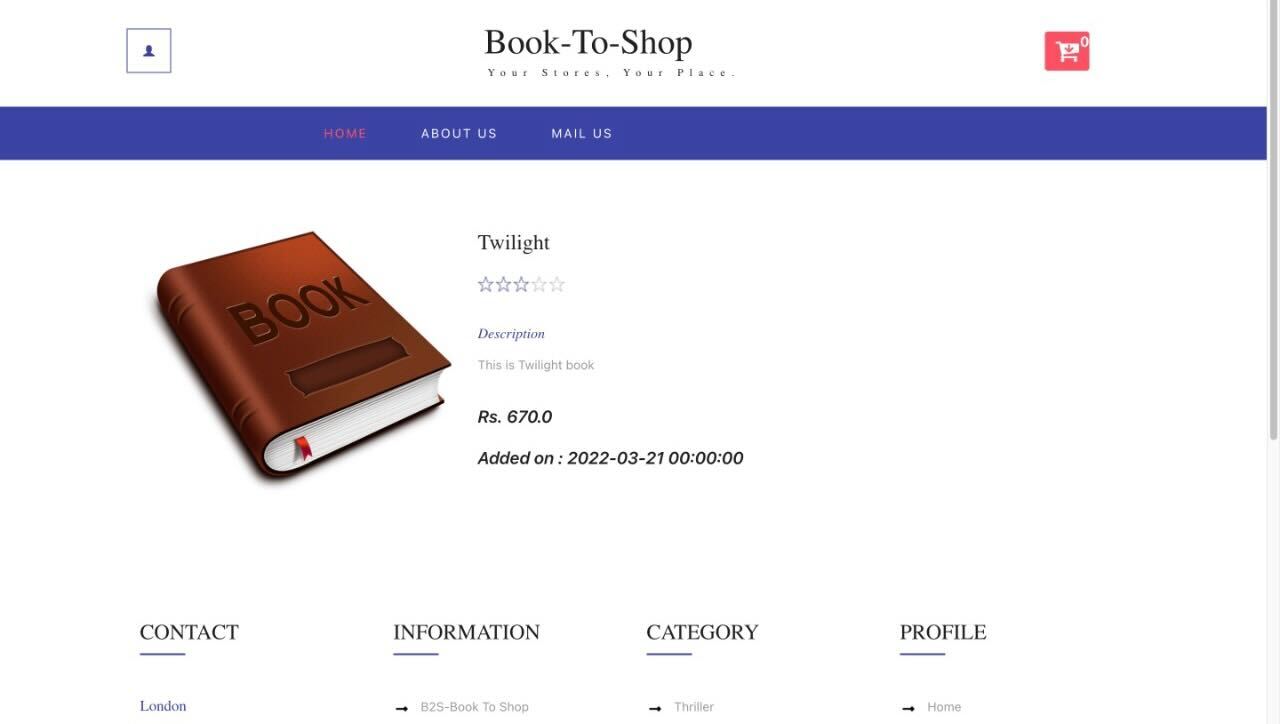 Book-To-Shop
Your Stores, Your Place.
0
HOME ABOUT US MAIL US
BOOK
Twilight
Description
This is Twilight book
Rs. 670.0
Added on : 2022-03-21 00:00:00
CONTACT INFORMATION CATEGORY PROFILE
London B2S-Book To Shop Thriller Home